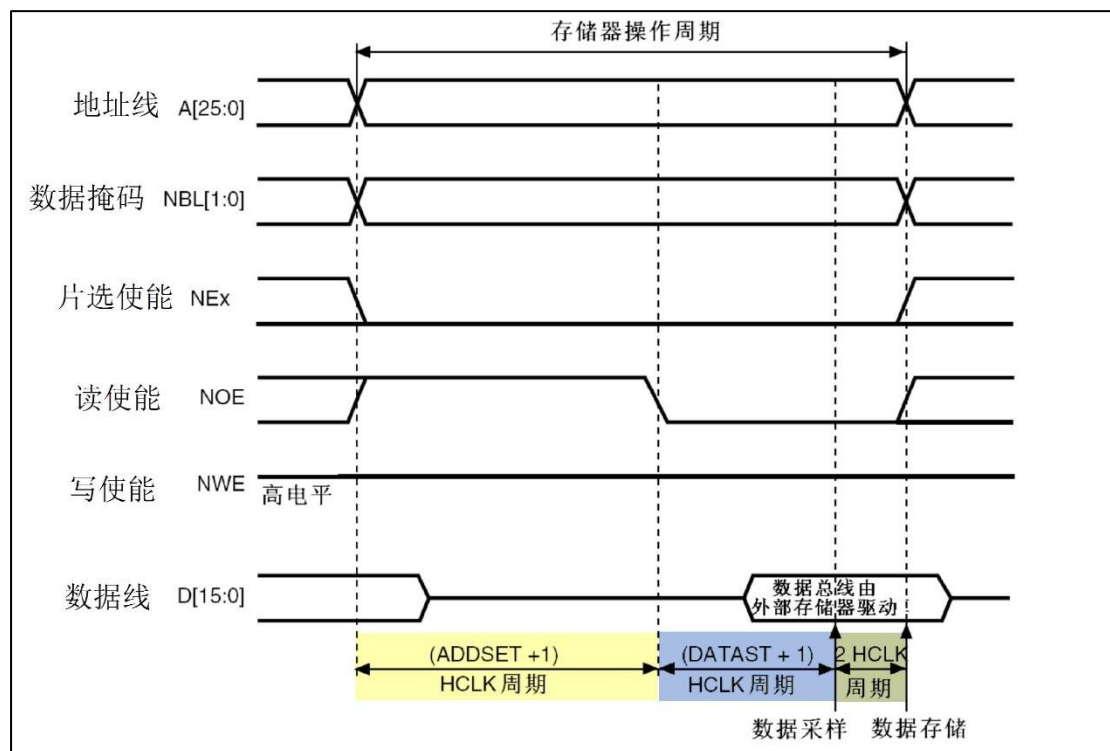 存储器操作周期
地址线 A[25:0]
数据掩码 NBL[1:0]
片选使能 NEx
读使能 NOE
写使能 NWE
高电平
数据线 D[15:0]
数据总线由
外部存储器驱动
(ADDSET +1)
HCLK 周期
(DATAST + 1)
HCLK 周期
2 HCLK
周期
数据采样
数据存储